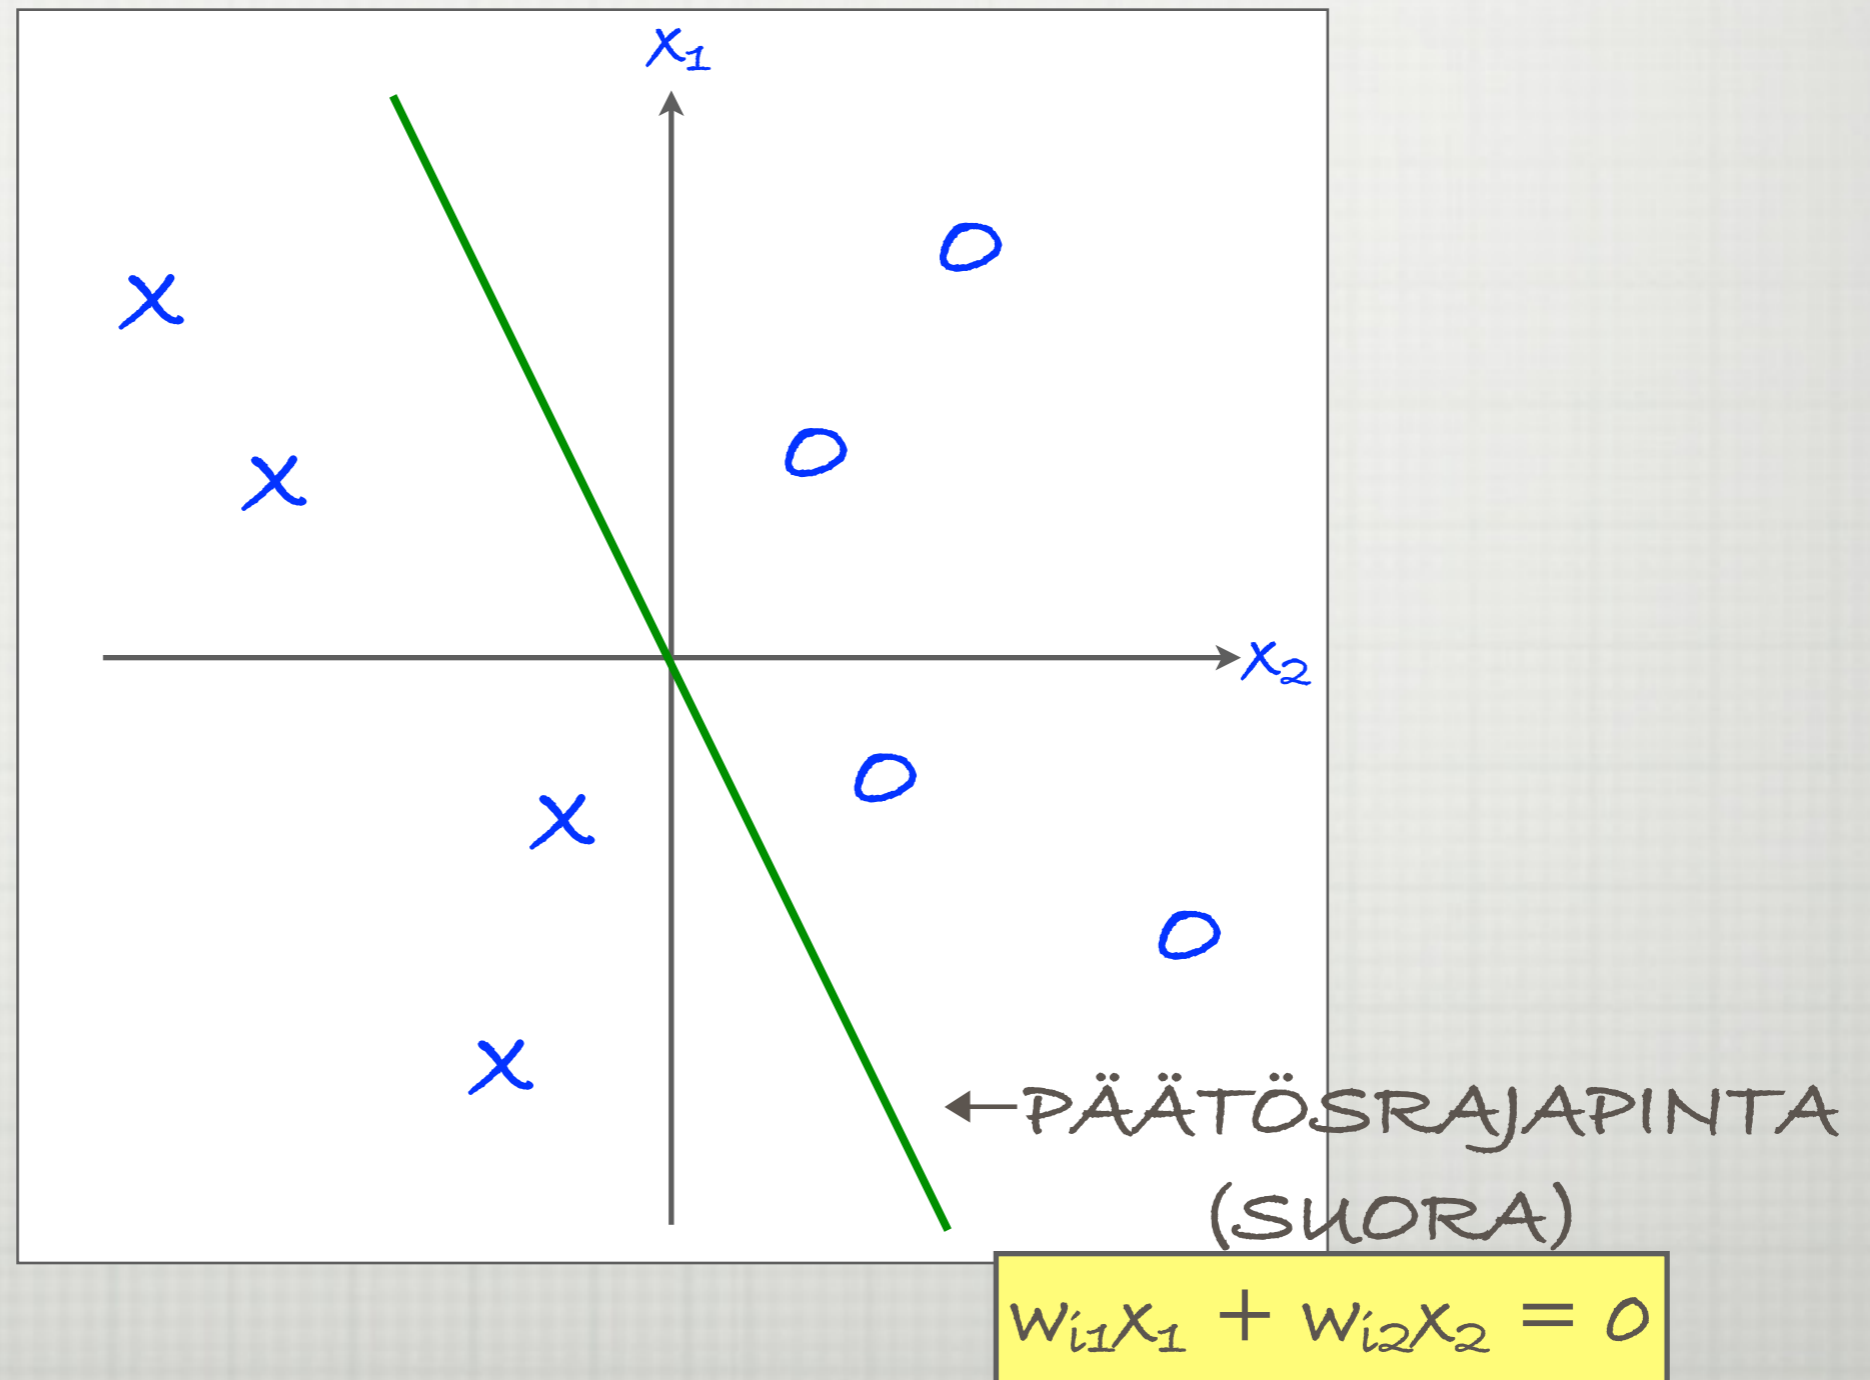 x₁
x
o
x
o
x₂
x
o
o
x
←PÄÄTÖSRAJAPINTA
(SUORA)
wᵢ₁x₁ + wᵢ₂x₂ = 0